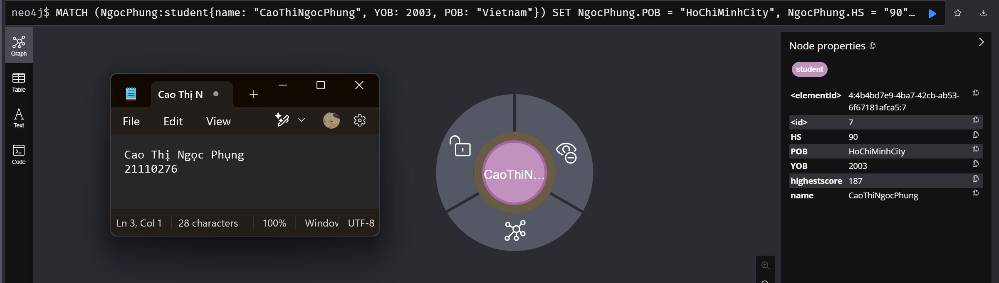 neo4j$ MATCH (NgocPhung:student{name: "CaoThiNgocPhung", YOB: 2003, POB: "Vietnam"}) SET NgocPhung.POB = "HoChiMinhCity", NgocPhung.HS = "90"…
Graph
Table
Text
Code
Cao Thị N
File Edit View
Cao Thị Ngọc Phụng
21110276
Ln 3, Col 1 28 characters 100% Window UTF-8
CaoThiN...
Node properties
student
<elementId> 4:4b4bd7e9-4ba7-42cb-ab53-
6f67181afca5:7
<id> 7
HS 90
POB HoChiMinhCity
YOB 2003
highestscore 187
name CaoThiNgocPhung